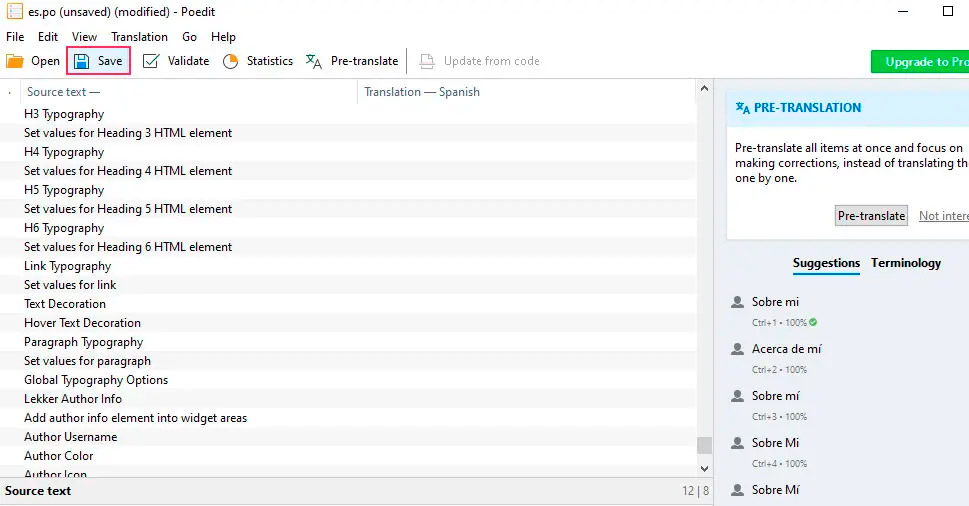 es.po (unsaved) (modified) - Poedit
File Edit View Translation Go Help
Open Save Validate Statistics Pre-translate Update from code Upgrade to Pro
Source text — Translation — Spanish
H3 Typography
Set values for Heading 3 HTML element
H4 Typography
Set values for Heading 4 HTML element
H5 Typography
Set values for Heading 5 HTML element
H6 Typography
Set values for Heading 6 HTML element
Link Typography
Set values for link
Text Decoration
Hover Text Decoration
Paragraph Typography
Set values for paragraph
Global Typography Options
Lekker Author Info
Add author info element into widget areas
Author Username
Author Color
Author Icon
Source text 12 | 8
PRE-TRANSLATION
Pre-translate all items at once and focus on
making corrections, instead of translating th
one by one.
Pre-translate Not intere
Suggestions Terminology
Sobre mi
Ctrl+1 • 100%
Acerca de mí
Ctrl+2 • 100%
Sobre mí
Ctrl+3 • 100%
Sobre Mi
Ctrl+4 • 100%
Sobre Mí